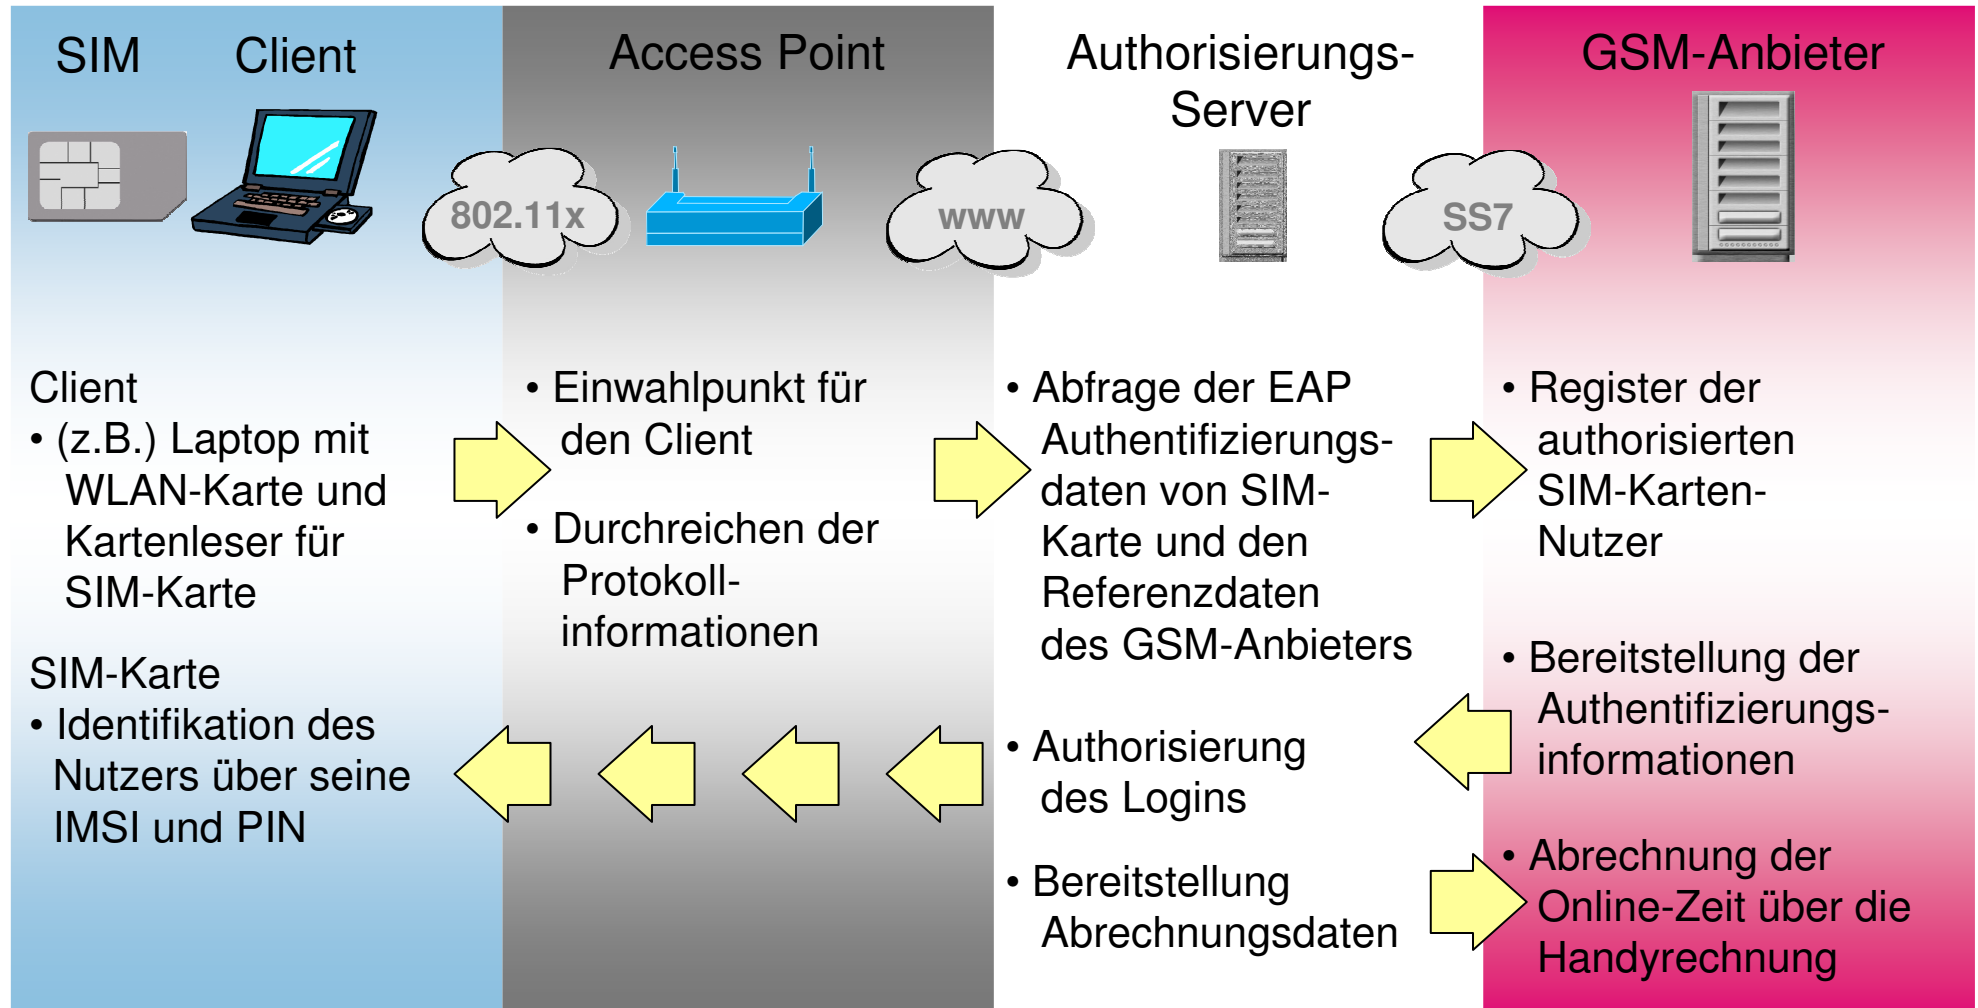 SIM
Client
Access Point
Authorisierungs-
Server
GSM-Anbieter
802.11x
www
SS7
Client
• (z.B.) Laptop mit
WLAN-Karte und
Kartenleser für
SIM-Karte
SIM-Karte
• Identifikation des
Nutzers über seine
IMSI und PIN
• Einwahlpunkt für
den Client
• Durchreichen der
Protokoll-
informationen
• Abfrage der EAP
Authentifizierungs-
daten von SIM-
Karte und den
Referenzdaten
des GSM-Anbieters
• Authorisierung
des Logins
• Bereitstellung
Abrechnungsdaten
• Register der
authorisierten
SIM-Karten-
Nutzer
• Bereitstellung der
Authentifizierungs-
informationen
• Abrechnung der
Online-Zeit über die
Handyrechnung